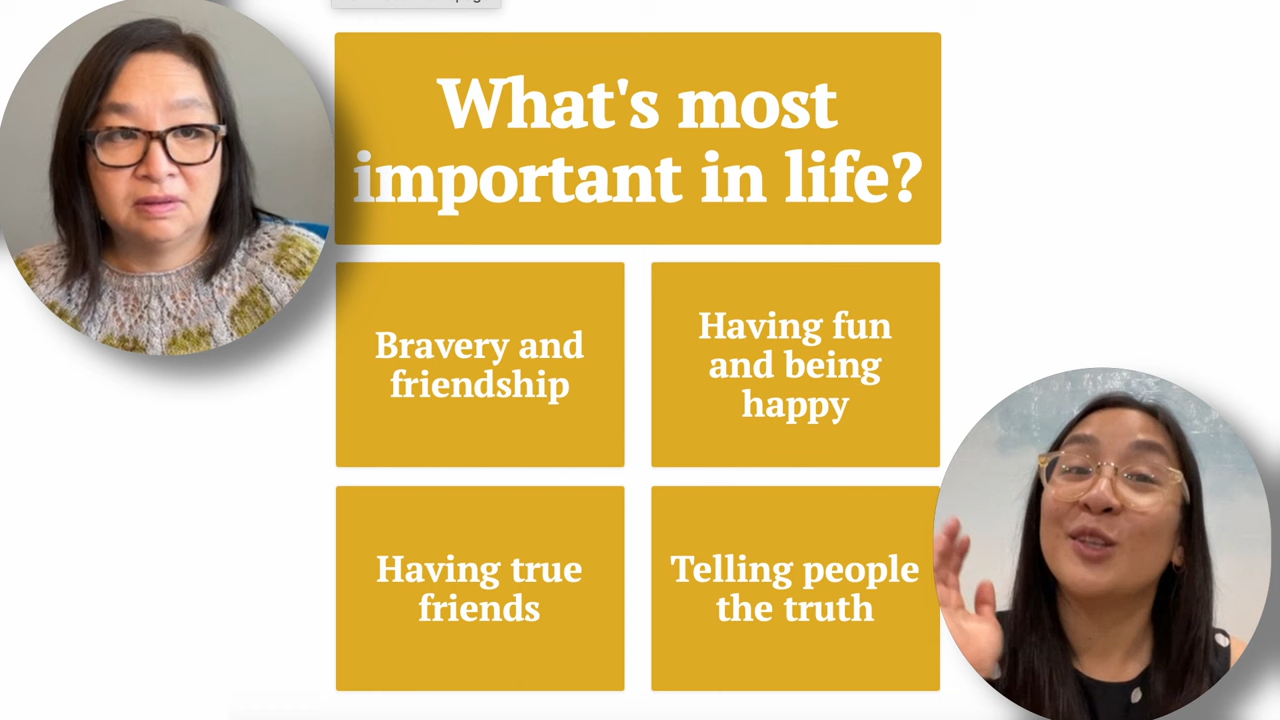 What's most
important in life?
Bravery and
friendship
Having fun
and being
happy
Having true
friends
Telling people
the truth